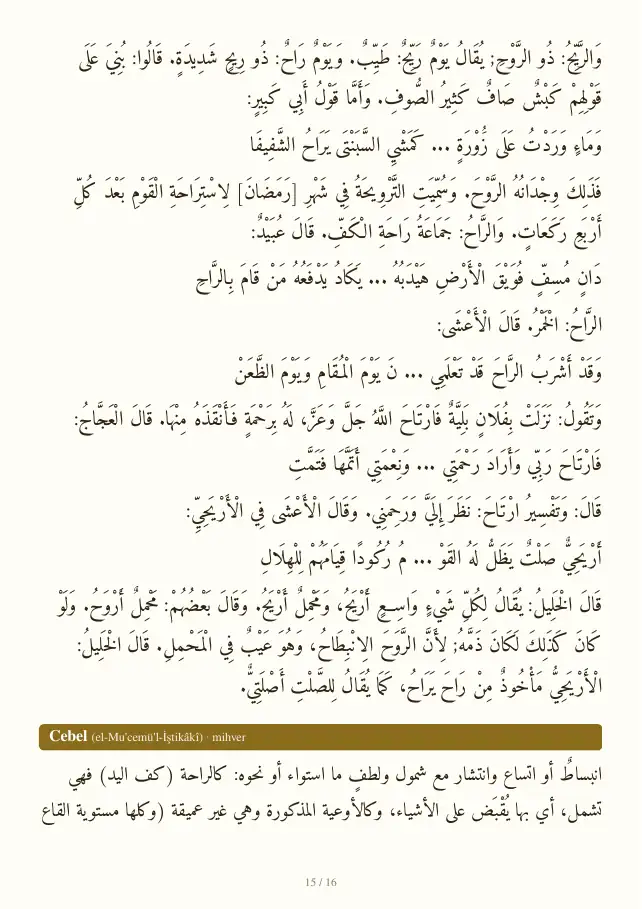 وَالرَّيِّحُ: ذُو الرَّوْحِ; يُقَالُ يَوْمٌ رَيِّحٌ: طَيِّبٌ. وَيَوْمٌ رَاحٌ: ذُو رِيحٍ شَدِيدَةٍ. قَالُوا: بُنِيَ عَلَى
قَوْلِهِمْ كَبْشٌ صَافٌ كَثِيرُ الصُّوفِ. وَأَمَّا قَوْلُ أَبِي كَبِيرٍ:
وَمَاءٍ وَرَدْتُ عَلَى زُورَةٍ ... كَمَشْيِ السَّبَنْتَى يَرَاحُ الشَّفِيفَا
فَذَلِكَ وِجْدَانُهُ الرَّوْحَ. وَسُمِّيَتِ التَّرْوِيحَةُ فِي شَهْرِ [رَمَضَانَ] لِاسْتِرَاحَةِ الْقَوْمِ بَعْدَ كُلِّ
أَرْبَعِ رَكَعَاتٍ. وَالرَّاحُ: جَمَاعَةُ رَاحَةِ الْكَفِّ. قَالَ عُبَيْدٌ:
دَانٍ مُسِفٍّ فُوَيْقَ الْأَرْضِ هَيْدَبُهُ ... يَكَادُ يَدْفَعُهُ مَنْ قَامَ بِالرَّاحِ
الرَّاحُ: الْخَمْرُ. قَالَ الْأَعْشَى:
وَقَدْ أَشْرَبُ الرَّاحَ قَدْ تَعْلَمِي ... نَ يَوْمَ الْمُقَامِ وَيَوْمَ الظَّعَنْ
وَتَقُولُ: نَزَلَتْ بِفُلَانٍ بَلِيَّةٌ فَارْتَاحَ اللَّهُ جَلَّ وَعَزَّ، لَهُ بِرَحْمَةٍ فَأَنْقَذَهُ مِنْهَا. قَالَ الْعَجَّاجُ:
فَارْتَاحَ رَبِّي وَأَرَادَ رَحْمَتِي ... وَنِعْمَتِي أَتَمَّهَا فَتَمَّتِ
قَالَ: وَتَفْسِيرُ ارْتَاحَ: نَظَرَ إِلَيَّ وَرَحِمَنِي. وَقَالَ الْأَعْشَى فِي الْأَرْيَحِيِّ:
أَرْيَحِيٌّ صَلْتٌ يَظَلُّ لَهُ الْقَوْ ... مُ رُكُودًا قِيَامَهُمْ لِلْهِلَالِ
قَالَ الْخَلِيلُ: يُقَالُ لِكُلِّ شَيْءٍ وَاسِعٍ أَرْيَحُ، وَمَحْمِلٌ أَرْيَحُ. وَقَالَ بَعْضُهُمْ: مَحْمِلٌ أَرْوَحُ. وَلَوْ
كَانَ كَذَلِكَ لَكَانَ ذَمَّهُ; لِأَنَّ الرَّوَحَ الِانْبِطَاحُ، وَهُوَ عَيْبٌ فِي الْمَحْمِلِ. قَالَ الْخَلِيلُ:
الْأَرْيَحِيُّ مَأْخُوذٌ مِنْ رَاحَ يَرَاحُ، كَمَا يُقَالُ لِلصَّلْتِ أَصْلَتِيٌّ.
Cebel (el-Mu'cemü'l-İştikâkî) · mihver
انبساطٌ أو اتساع وانتشار مع شمول ولطفٍ ما استواء أو نحوه: كالراحة (كف اليد) فهي
تشمل، أي بها يُقْبَض على الأشياء، وكالأوعية المذكورة وهي غير عميقة (وكلها مستوية القاع
15 / 16